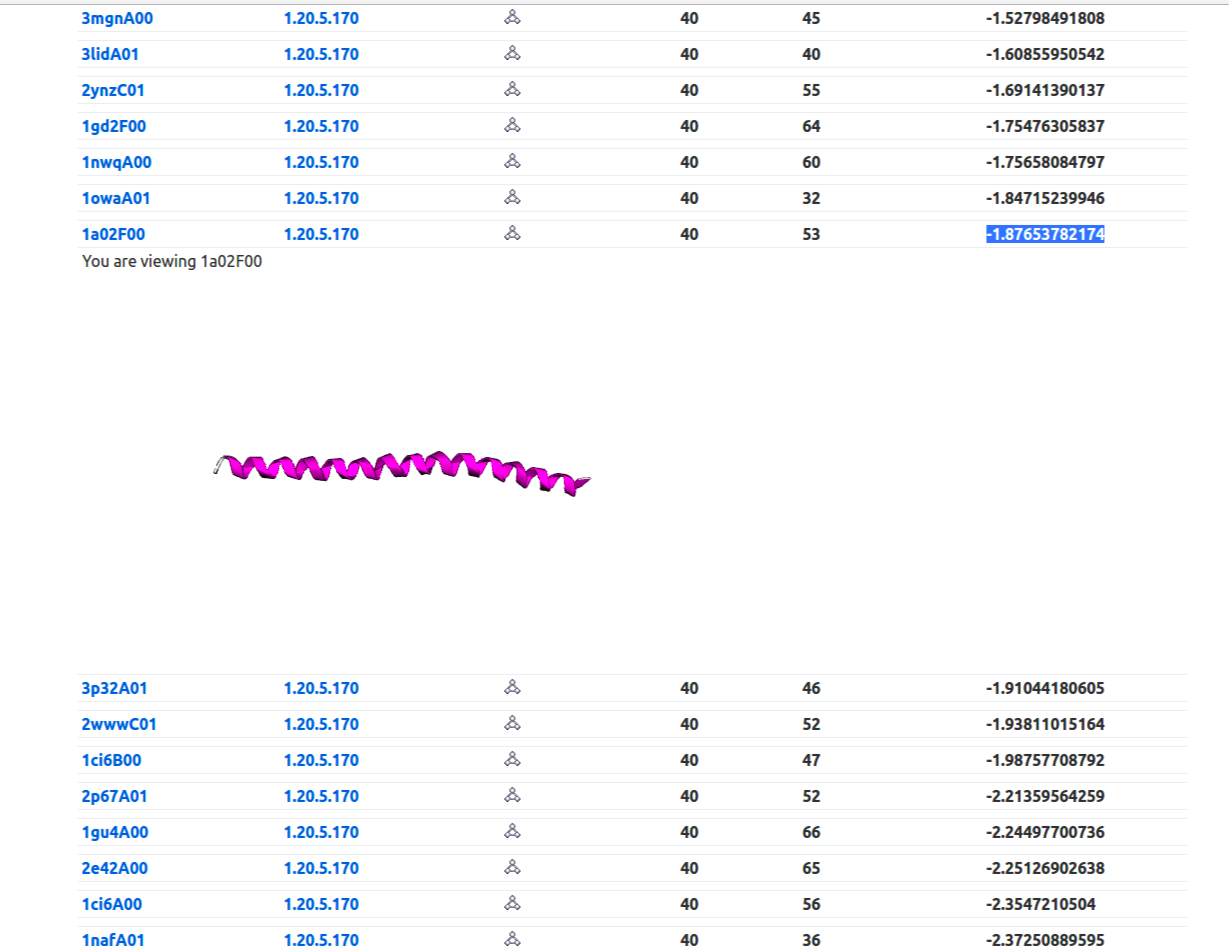 3mgnA00 1.20.5.170 40 45 -1.52798491808
3lidA01 1.20.5.170 40 40 -1.60855950542
2ynzC01 1.20.5.170 40 55 -1.69141390137
1gd2F00 1.20.5.170 40 64 -1.75476305837
1nwqA00 1.20.5.170 40 60 -1.75658084797
1owaA01 1.20.5.170 40 32 -1.84715239946
1a02F00 1.20.5.170 40 53 -1.87653782174
You are viewing 1a02F00
3p32A01 1.20.5.170 40 46 -1.91044180605
2wwwC01 1.20.5.170 40 52 -1.93811015164
1ci6B00 1.20.5.170 40 47 -1.98757708792
2p67A01 1.20.5.170 40 52 -2.21359564259
1gu4A00 1.20.5.170 40 66 -2.24497700736
2e42A00 1.20.5.170 40 65 -2.25126902638
1ci6A00 1.20.5.170 40 56 -2.3547210504
1nafA01 1.20.5.170 40 36 -2.37250889595